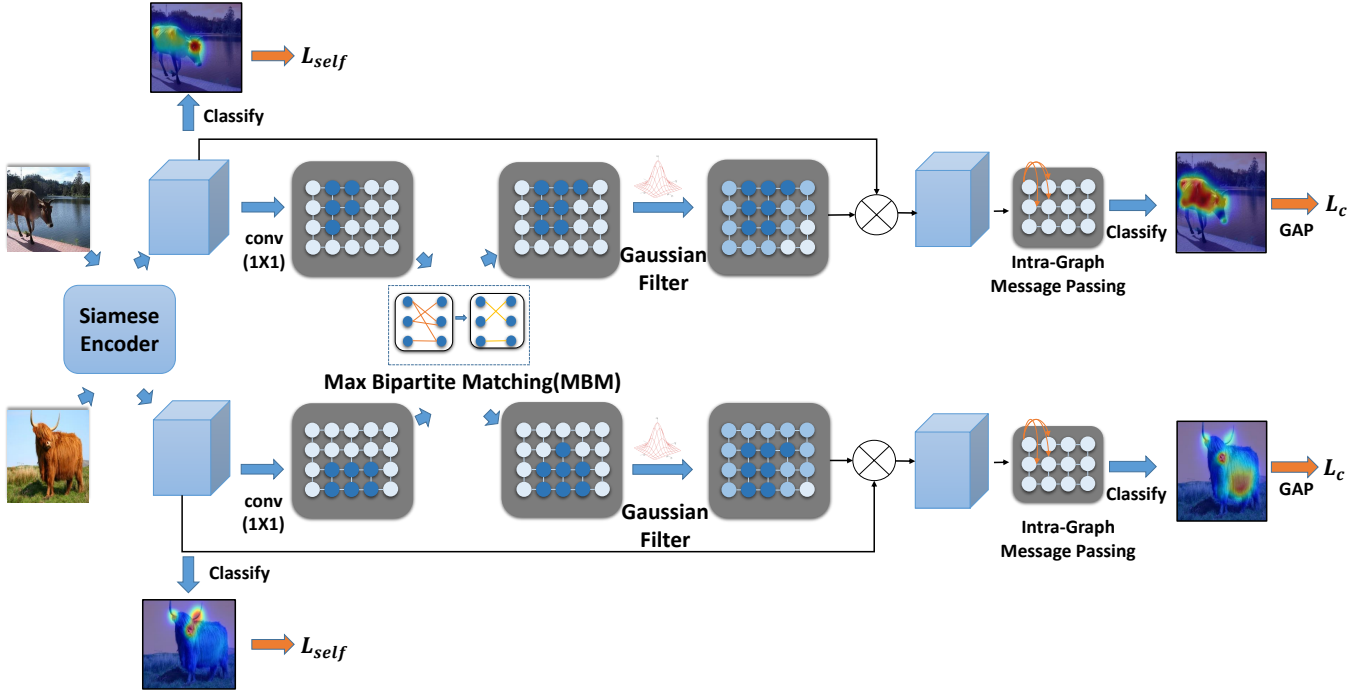 L_self
Classify
conv
(1X1)
Gaussian
Filter
Intra-Graph
Message Passing
Classify
GAP
L_c
Siamese
Encoder
Max Bipartite Matching(MBM)
conv
(1X1)
Gaussian
Filter
Intra-Graph
Message Passing
Classify
GAP
L_c
Classify
L_self